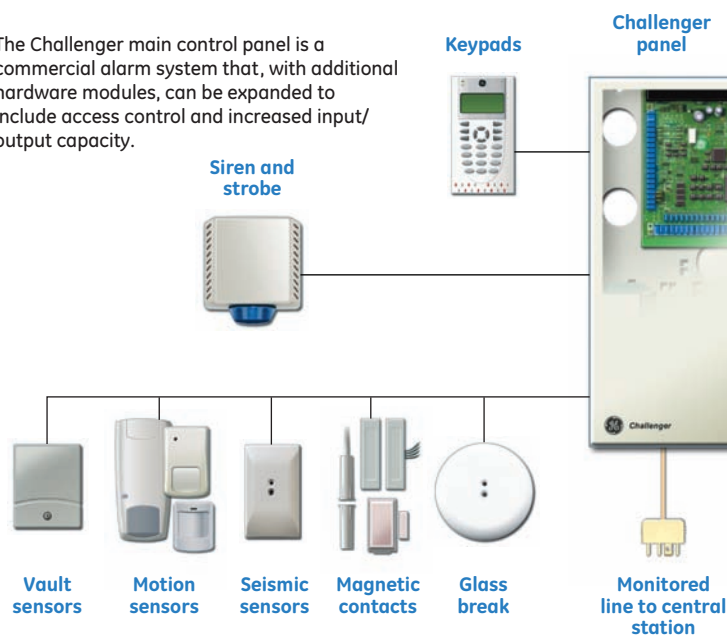 The Challenger main control panel is a
commercial alarm system that, with additional
hardware modules, can be expanded to
include access control and increased input/
output capacity.
Keypads
Challenger
panel
Siren and
strobe
Challenger
Vault
sensors
Motion
sensors
Seismic
sensors
Magnetic
contacts
Glass
break
Monitored
line to central
station